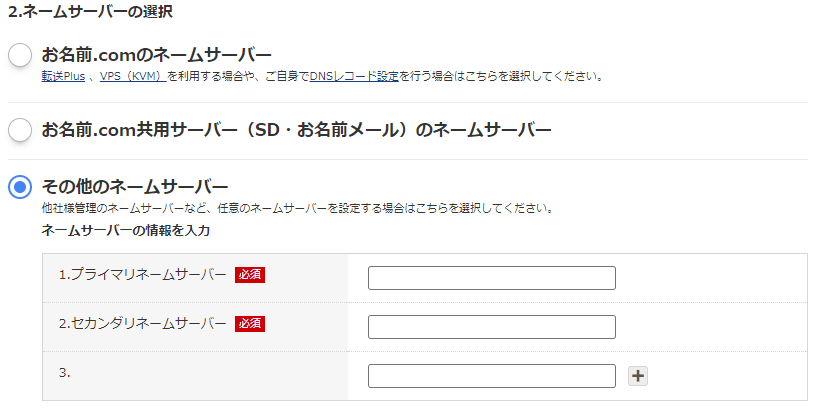 2.ネームサーバーの選択
お名前.comのネームサーバー
転送Plus 、VPS（KVM）を利用する場合や、ご自身でDNSレコード設定を行う場合はこちらを選択してください。
お名前.com共用サーバー（SD・お名前メール）のネームサーバー
その他のネームサーバー
他社様管理のネームサーバーなど、任意のネームサーバーを設定する場合はこちらを選択してください。
ネームサーバーの情報を入力
1.プライマリネームサーバー 必須
2.セカンダリネームサーバー 必須
3. +